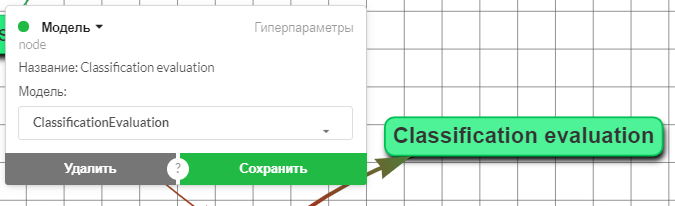 Модель
Гиперпараметры
node
Название: Classification evaluation
Модель:
ClassificationEvaluation
Удалить
?
Сохранить
Classification evaluation